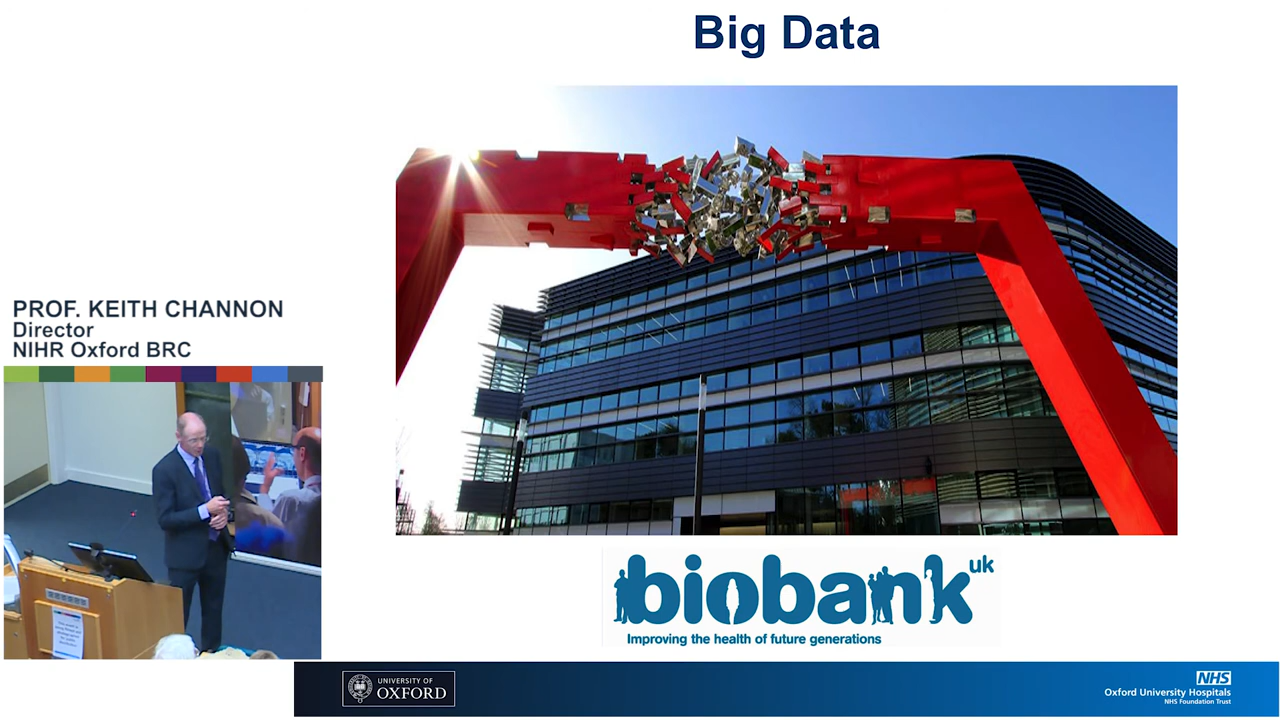 Big Data
PROF. KEITH CHANNON
Director
NIHR Oxford BRC
biobank uk
Improving the health of future generations
UNIVERSITY OF
OXFORD
NHS
Oxford University Hospitals
NHS Foundation Trust